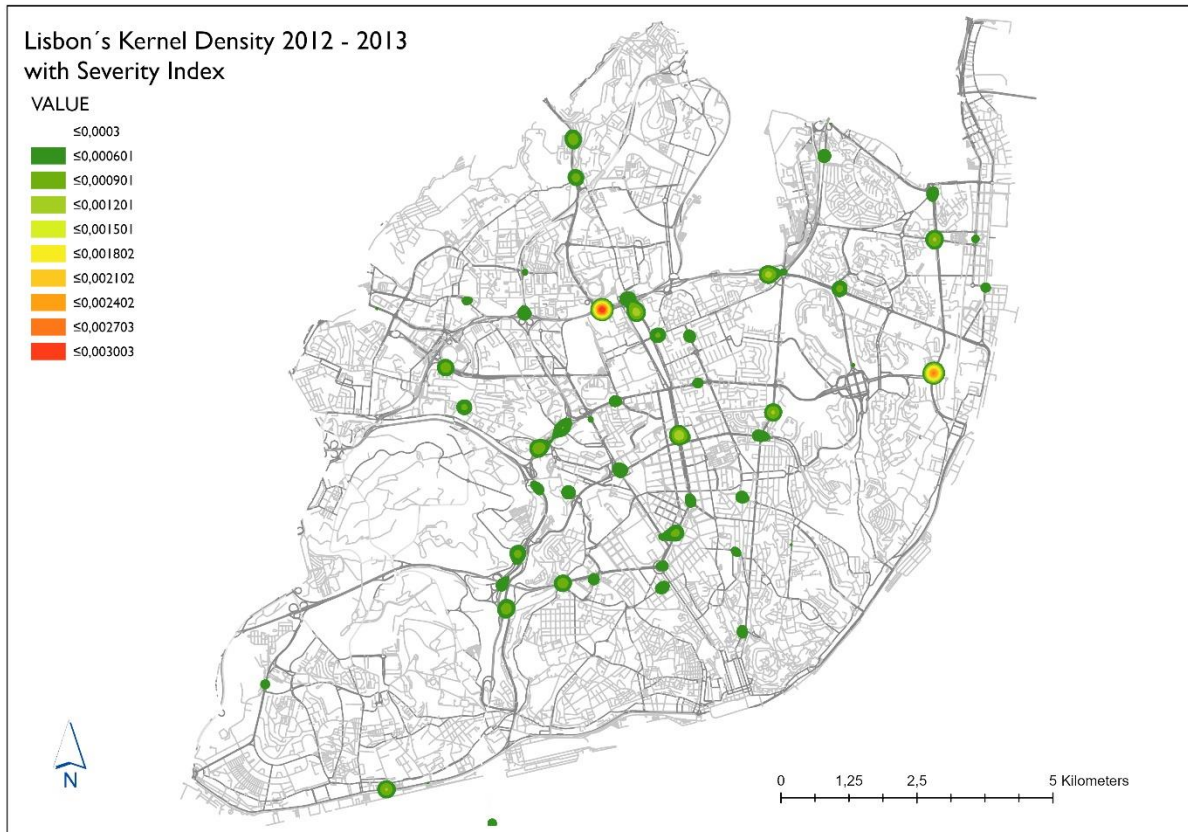 Lisbon´s Kernel Density 2012 - 2013
with Severity Index
VALUE
≤0,0003
≤0,000601
≤0,000901
≤0,001201
≤0,001501
≤0,001802
≤0,002102
≤0,002402
≤0,002703
≤0,003003
N
0 1,25 2,5 5 Kilometers